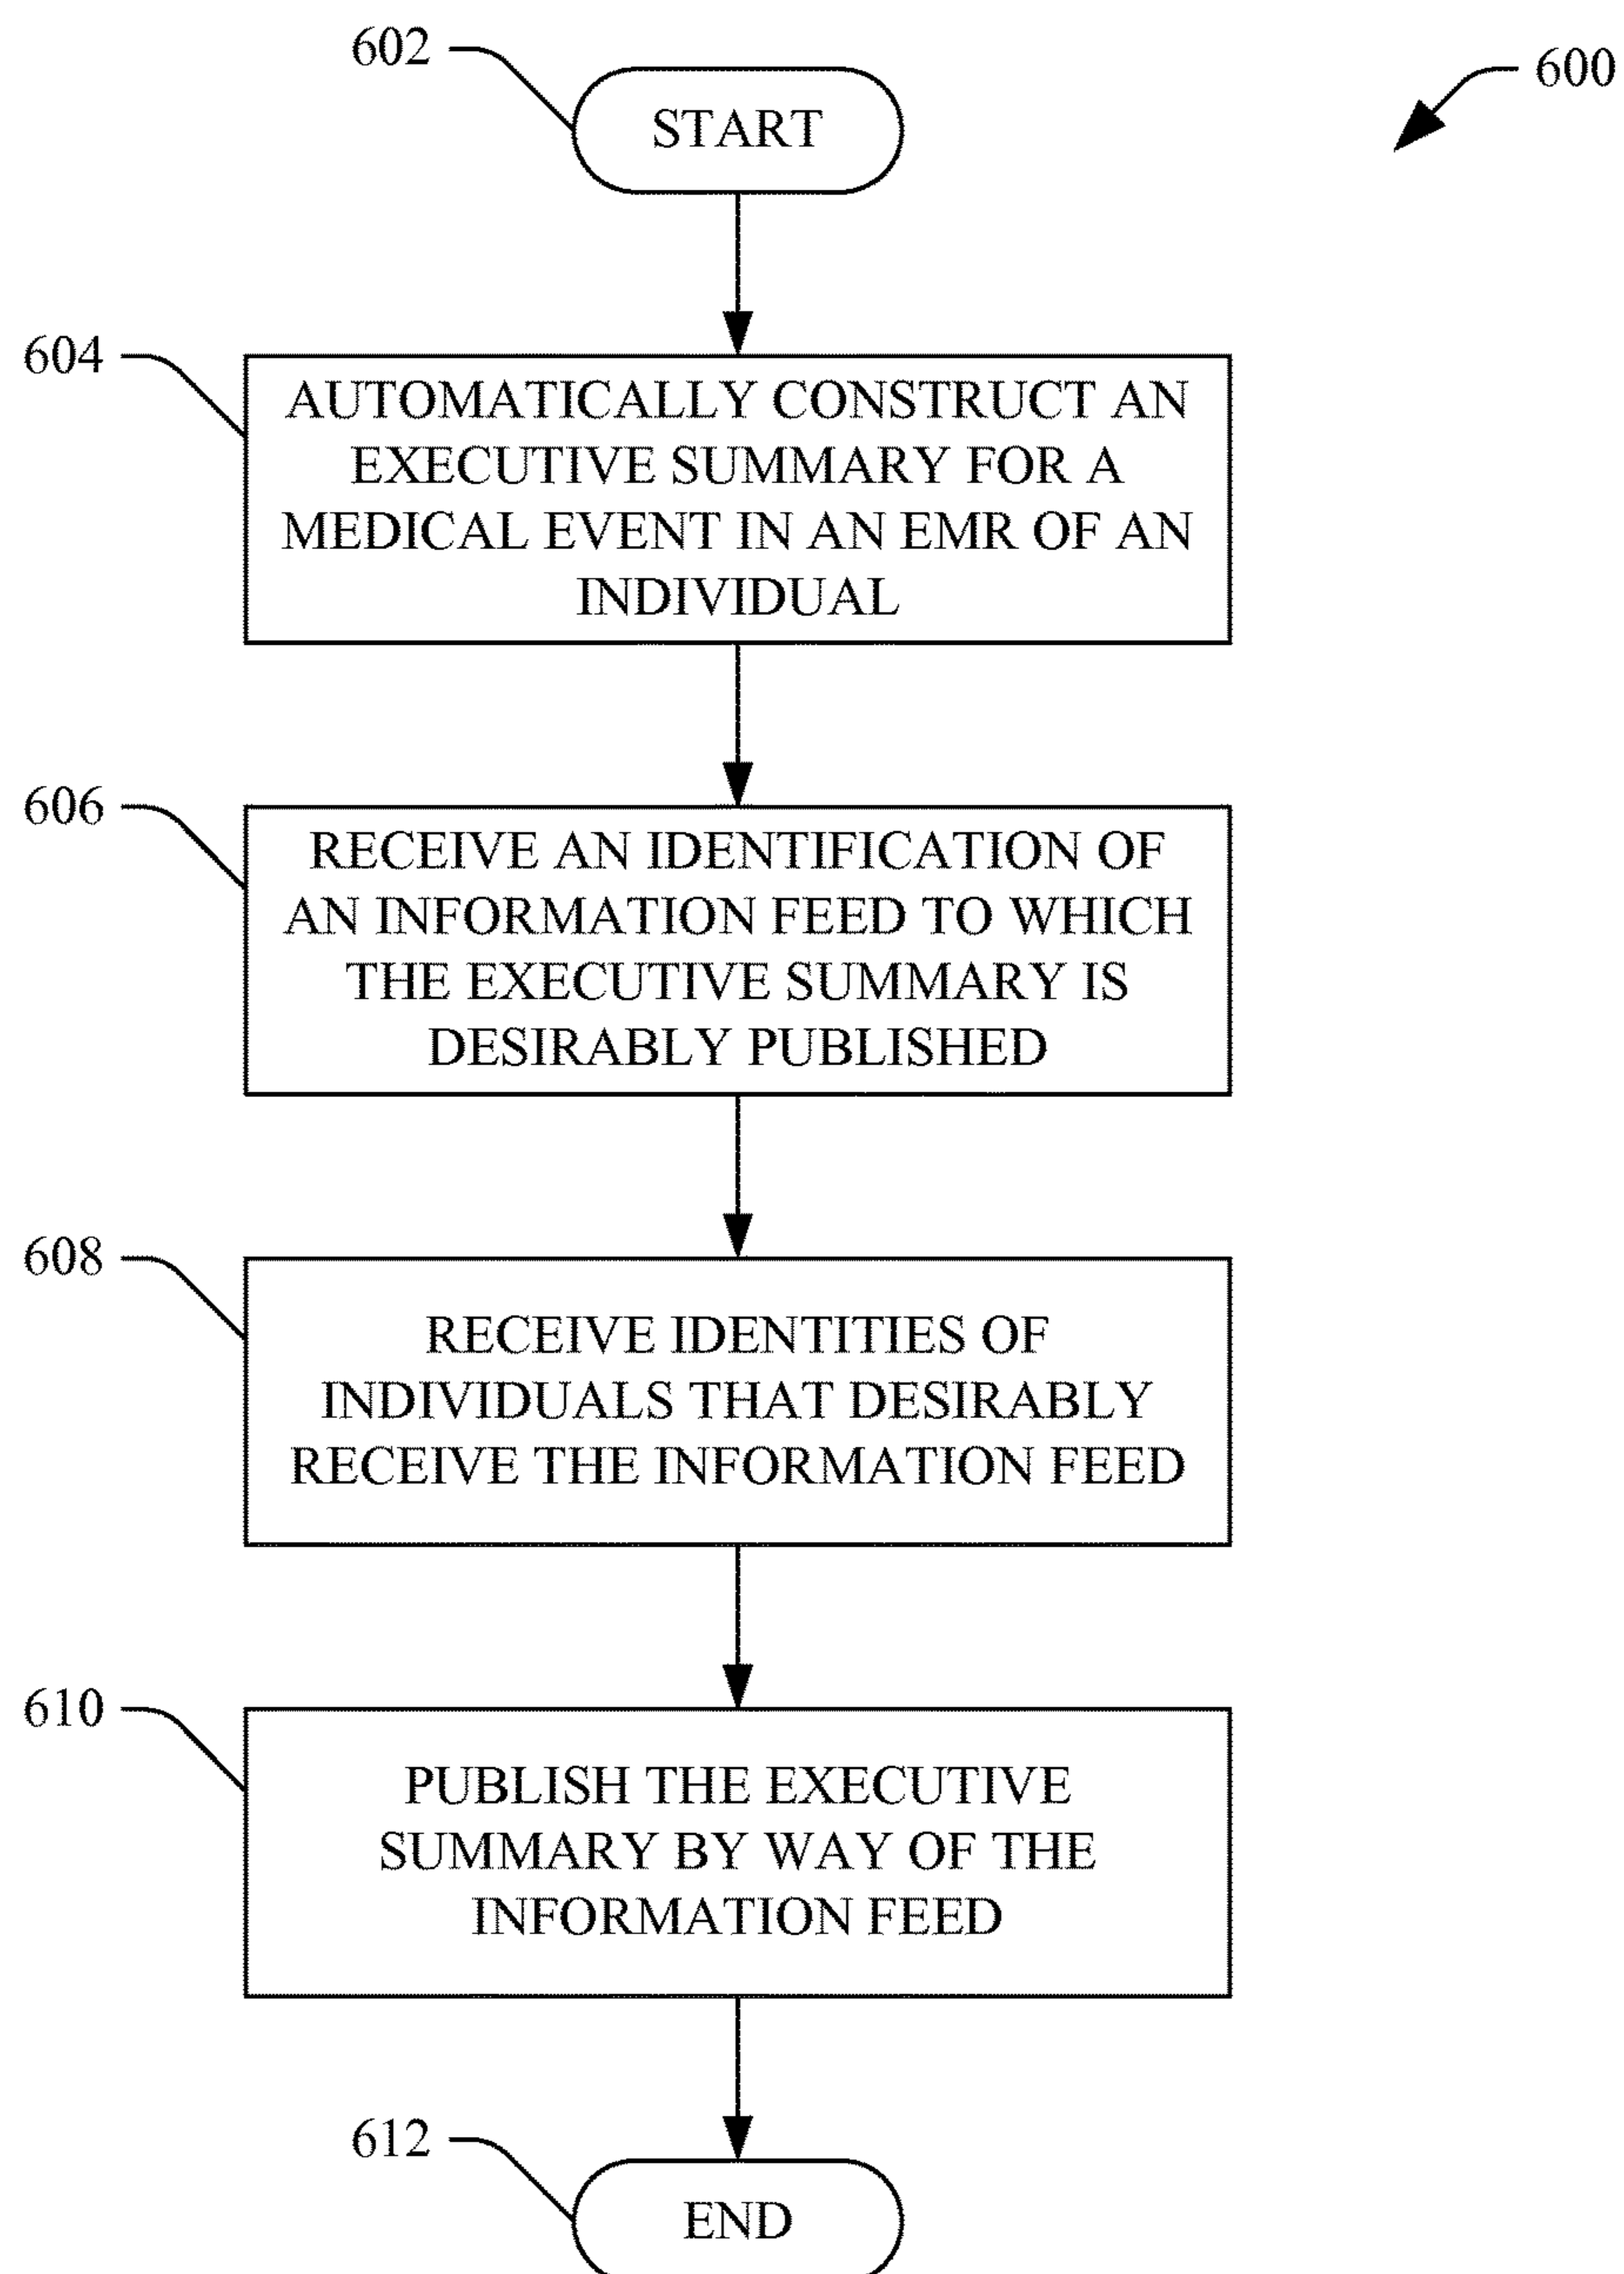 602
START
600
604
AUTOMATICALLY CONSTRUCT AN
EXECUTIVE SUMMARY FOR A
MEDICAL EVENT IN AN EMR OF AN
INDIVIDUAL
606
RECEIVE AN IDENTIFICATION OF
AN INFORMATION FEED TO WHICH
THE EXECUTIVE SUMMARY IS
DESIRABLY PUBLISHED
608
RECEIVE IDENTITIES OF
INDIVIDUALS THAT DESIRABLY
RECEIVE THE INFORMATION FEED
610
PUBLISH THE EXECUTIVE
SUMMARY BY WAY OF THE
INFORMATION FEED
612
END